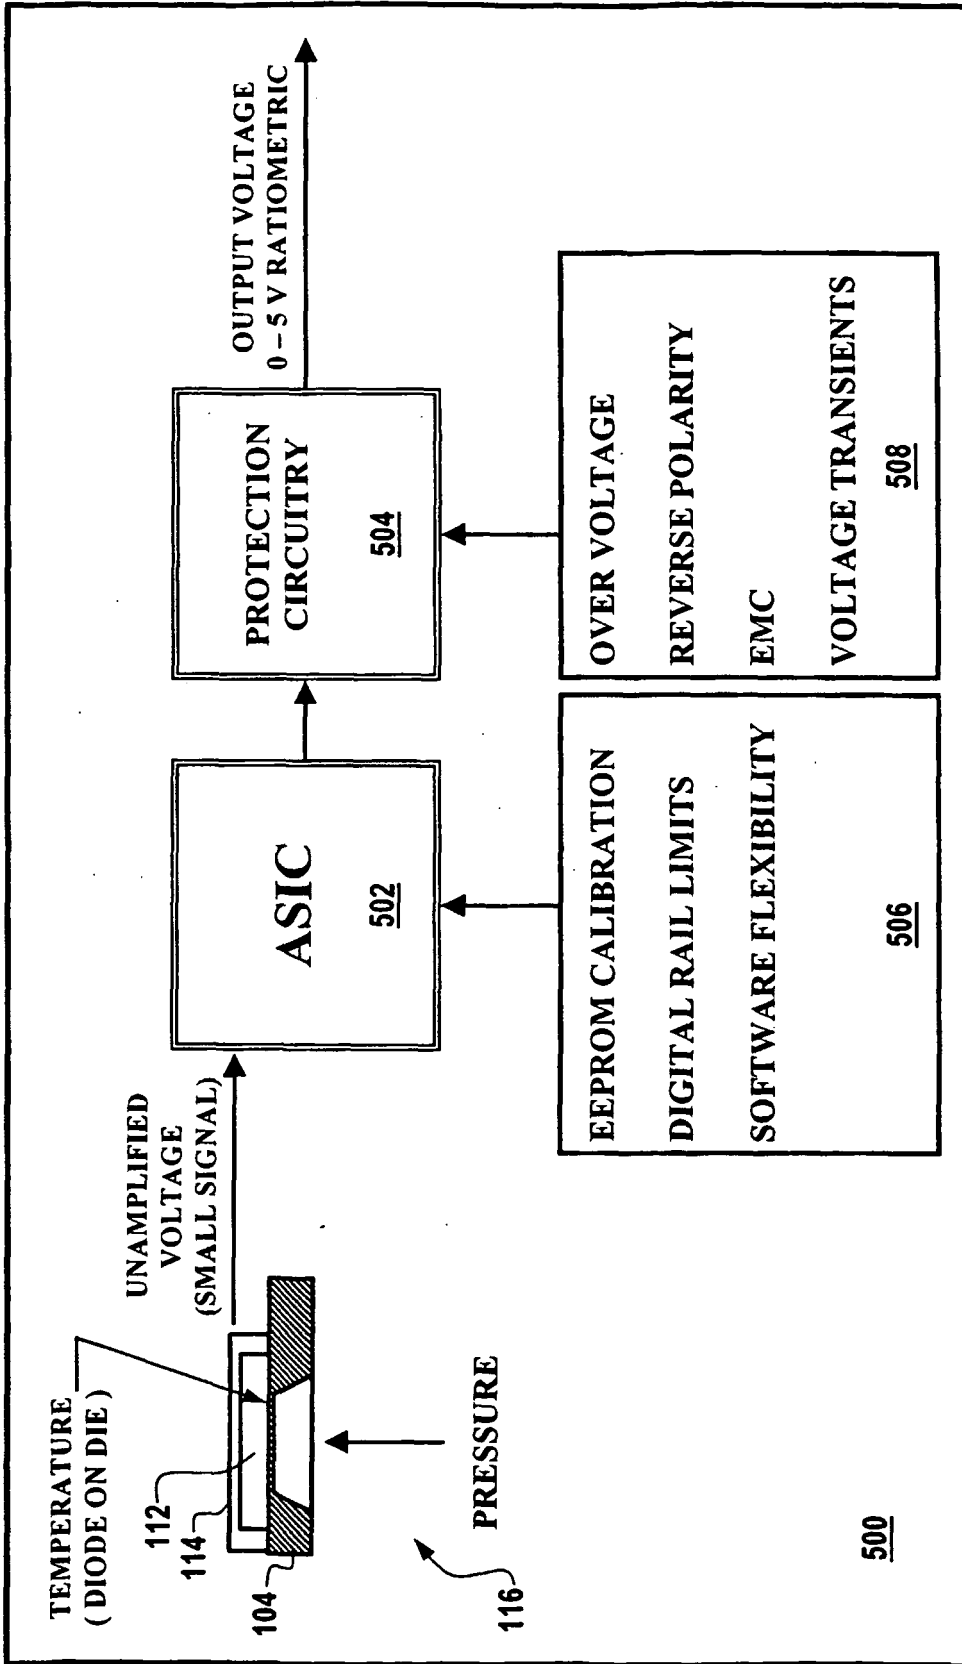 TEMPERATURE
( DIODE ON DIE )
112
114
104
116
PRESSURE
UNAMPLIFIED
VOLTAGE
(SMALL SIGNAL)
ASIC
502
PROTECTION
CIRCUITRY
504
OUTPUT VOLTAGE
0 – 5 V RATIOMETRIC
EEPROM CALIBRATION
DIGITAL RAIL LIMITS
SOFTWARE FLEXIBILITY
506
OVER VOLTAGE
REVERSE POLARITY
EMC
VOLTAGE TRANSIENTS
508
500